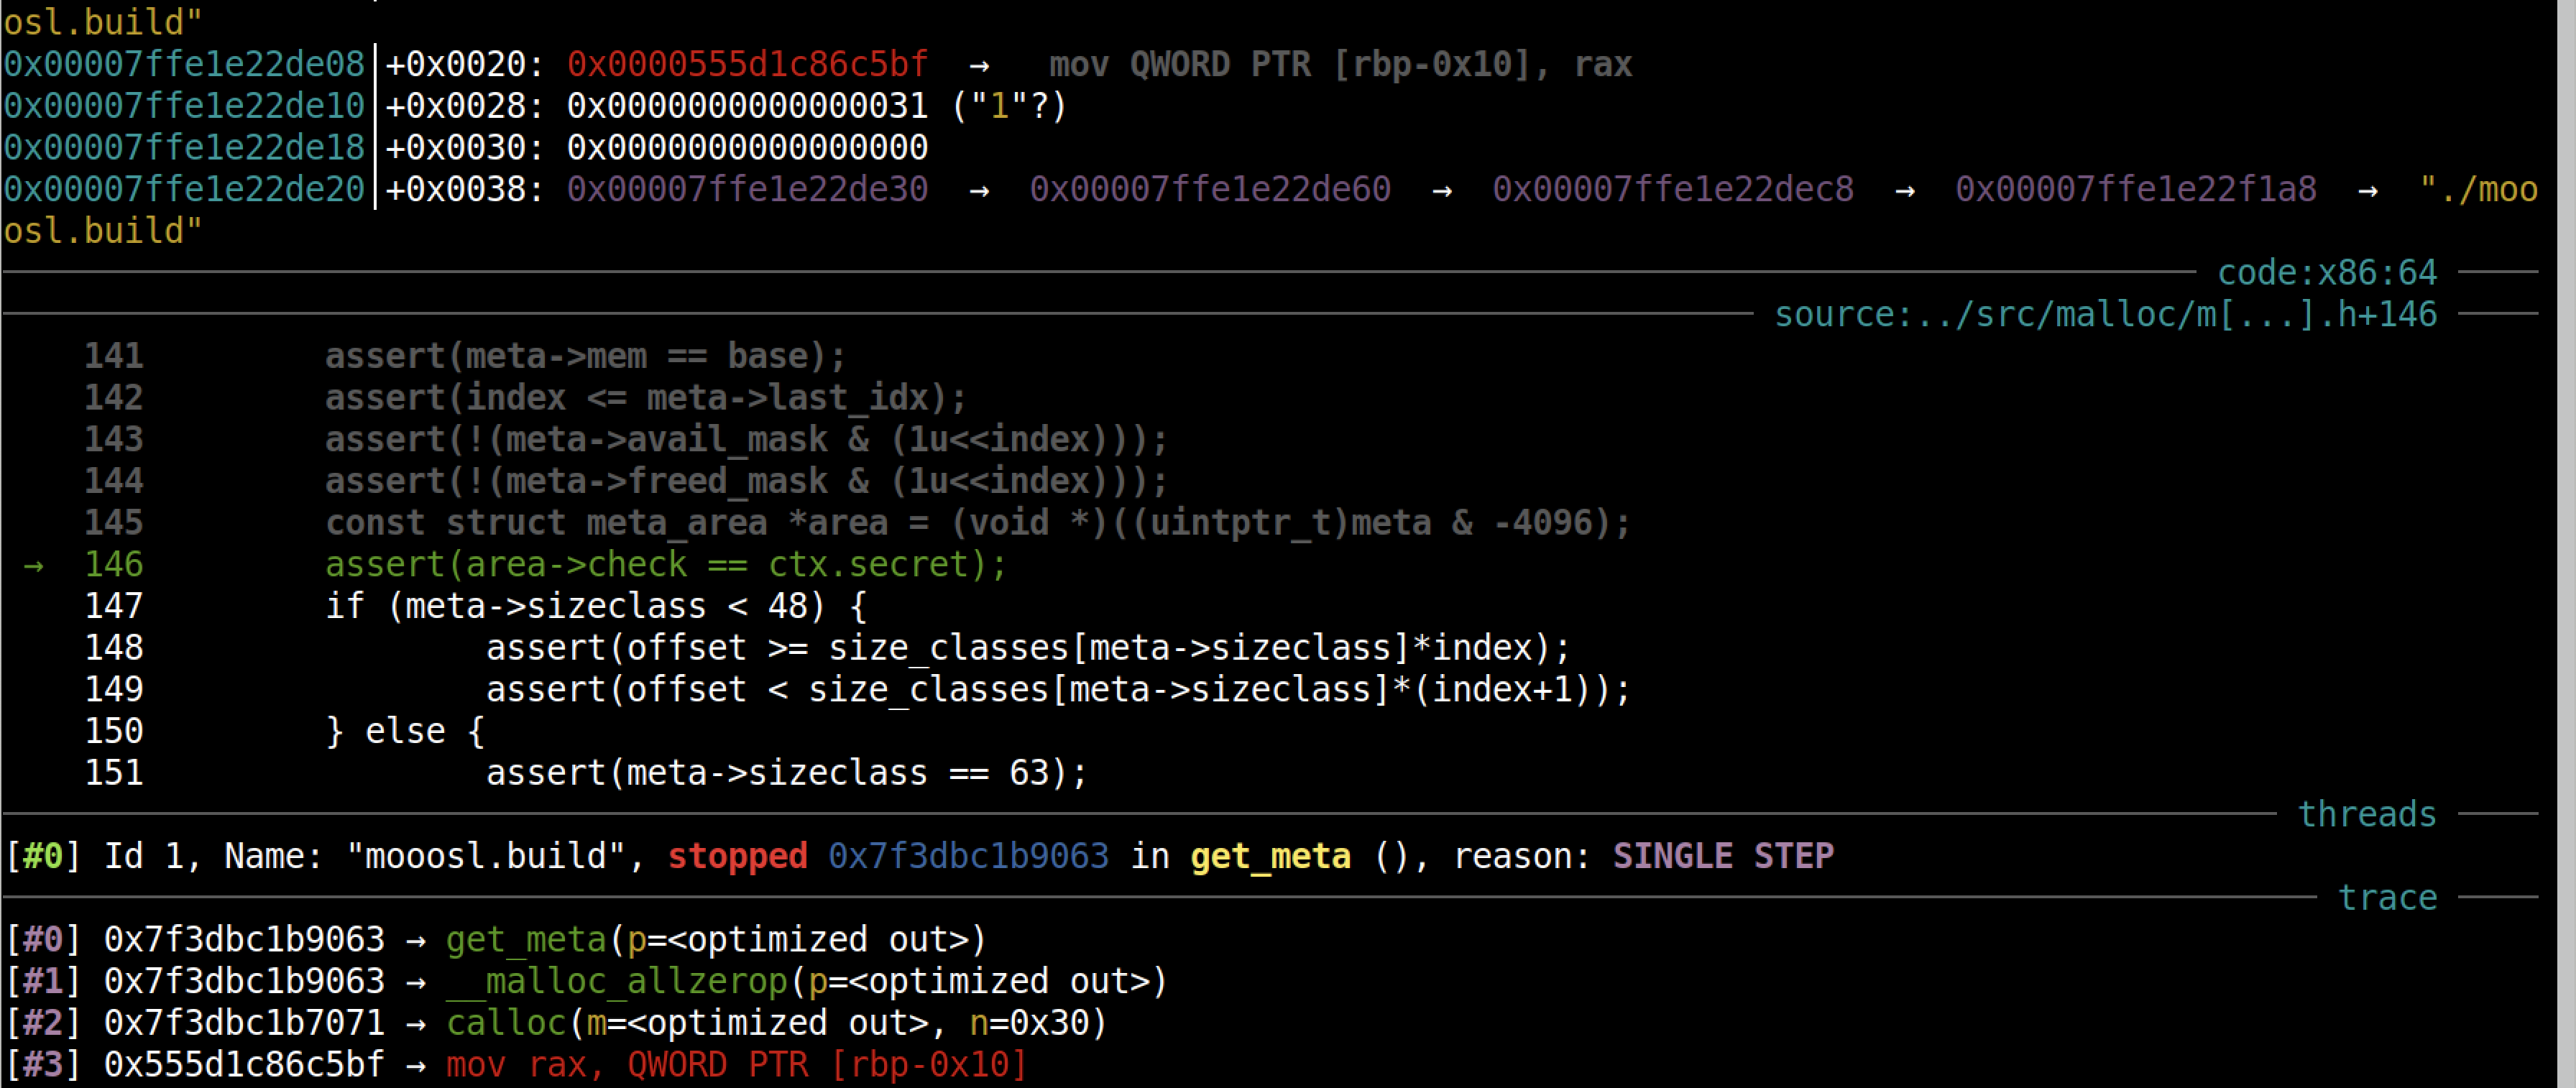 osl.build"
0x00007ffe1e22de08│+0x0020: 0x0000555d1c86c5bf  →   mov QWORD PTR [rbp-0x10], rax
0x00007ffe1e22de10│+0x0028: 0x0000000000000031 ("1"?)
0x00007ffe1e22de18│+0x0030: 0x0000000000000000
0x00007ffe1e22de20│+0x0038: 0x00007ffe1e22de30  →  0x00007ffe1e22de60  →  0x00007ffe1e22dec8  →  0x00007ffe1e22f1a8  →  "./moo
osl.build"
code:x86:64
source:../src/malloc/m[...].h+146
141         assert(meta->mem == base);
142         assert(index <= meta->last_idx);
143         assert(!(meta->avail_mask & (1u<<index)));
144         assert(!(meta->freed_mask & (1u<<index)));
145         const struct meta_area *area = (void *)((uintptr_t)meta & -4096);
→  146         assert(area->check == ctx.secret);
147         if (meta->sizeclass < 48) {
148                 assert(offset >= size_classes[meta->sizeclass]*index);
149                 assert(offset < size_classes[meta->sizeclass]*(index+1));
150         } else {
151                 assert(meta->sizeclass == 63);
threads
[#0] Id 1, Name: "mooosl.build", stopped 0x7f3dbc1b9063 in get_meta (), reason: SINGLE STEP
trace
[#0] 0x7f3dbc1b9063 → get_meta(p=<optimized out>)
[#1] 0x7f3dbc1b9063 → __malloc_allzerop(p=<optimized out>)
[#2] 0x7f3dbc1b7071 → calloc(m=<optimized out>, n=0x30)
[#3] 0x555d1c86c5bf → mov rax, QWORD PTR [rbp-0x10]